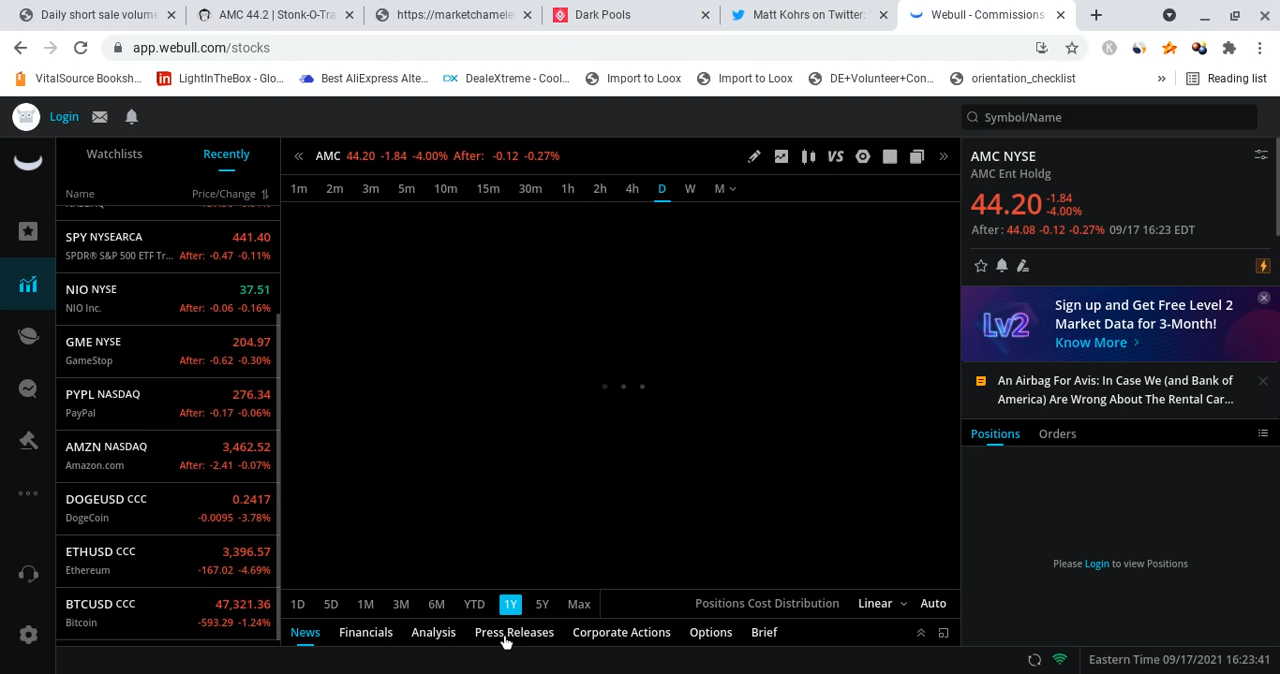 Daily short sale volume
AMC 44.2 | Stonk-O-Tra
https://marketchamele
Dark Pools
Matt Kohrs on Twitter:
Webull - Commissions
app.webull.com/stocks
VitalSource Booksh...
LightInTheBox - Glo...
Best AliExpress Alte...
DX DealeXtreme - Cool...
Import to Loox
Import to Loox
DE+Volunteer+Con...
orientation_checklist
»
Reading list
Login
Symbol/Name
Watchlists
Recently
Name
Price/Change
SPY NYSEARCA
441.40
SPDR® S&P 500 ETF Tr...
After: -0.47 -0.11%
NIO NYSE
37.51
NIO Inc.
After: -0.06 -0.16%
GME NYSE
204.97
GameStop
After: -0.62 -0.30%
PYPL NASDAQ
276.34
PayPal
After: -0.17 -0.06%
AMZN NASDAQ
3,462.52
Amazon.com
After: -2.41 -0.07%
DOGEUSD CCC
0.2417
DogeCoin
-0.0095 -3.78%
ETHUSD CCC
3,396.57
Ethereum
-167.02 -4.69%
BTCUSD CCC
47,321.36
Bitcoin
-593.29 -1.24%
AMC 44.20 -1.84 -4.00% After: -0.12 -0.27%
VS
1m 2m 3m 5m 10m 15m 30m 1h 2h 4h D W M
1D 5D 1M 3M 6M YTD 1Y 5Y Max
Positions Cost Distribution Linear Auto
News Financials Analysis Press Releases Corporate Actions Options Brief
AMC NYSE
AMC Ent Holdg
44.20
-1.84
-4.00%
After: 44.08 -0.12 -0.27% 09/17 16:23 EDT
Lv2
Sign up and Get Free Level 2
Market Data for 3-Month!
Know More >
An Airbag For Avis: In Case We (and Bank of
America) Are Wrong About The Rental Car...
Positions Orders
Please Login to view Positions
Eastern Time 09/17/2021 16:23:41